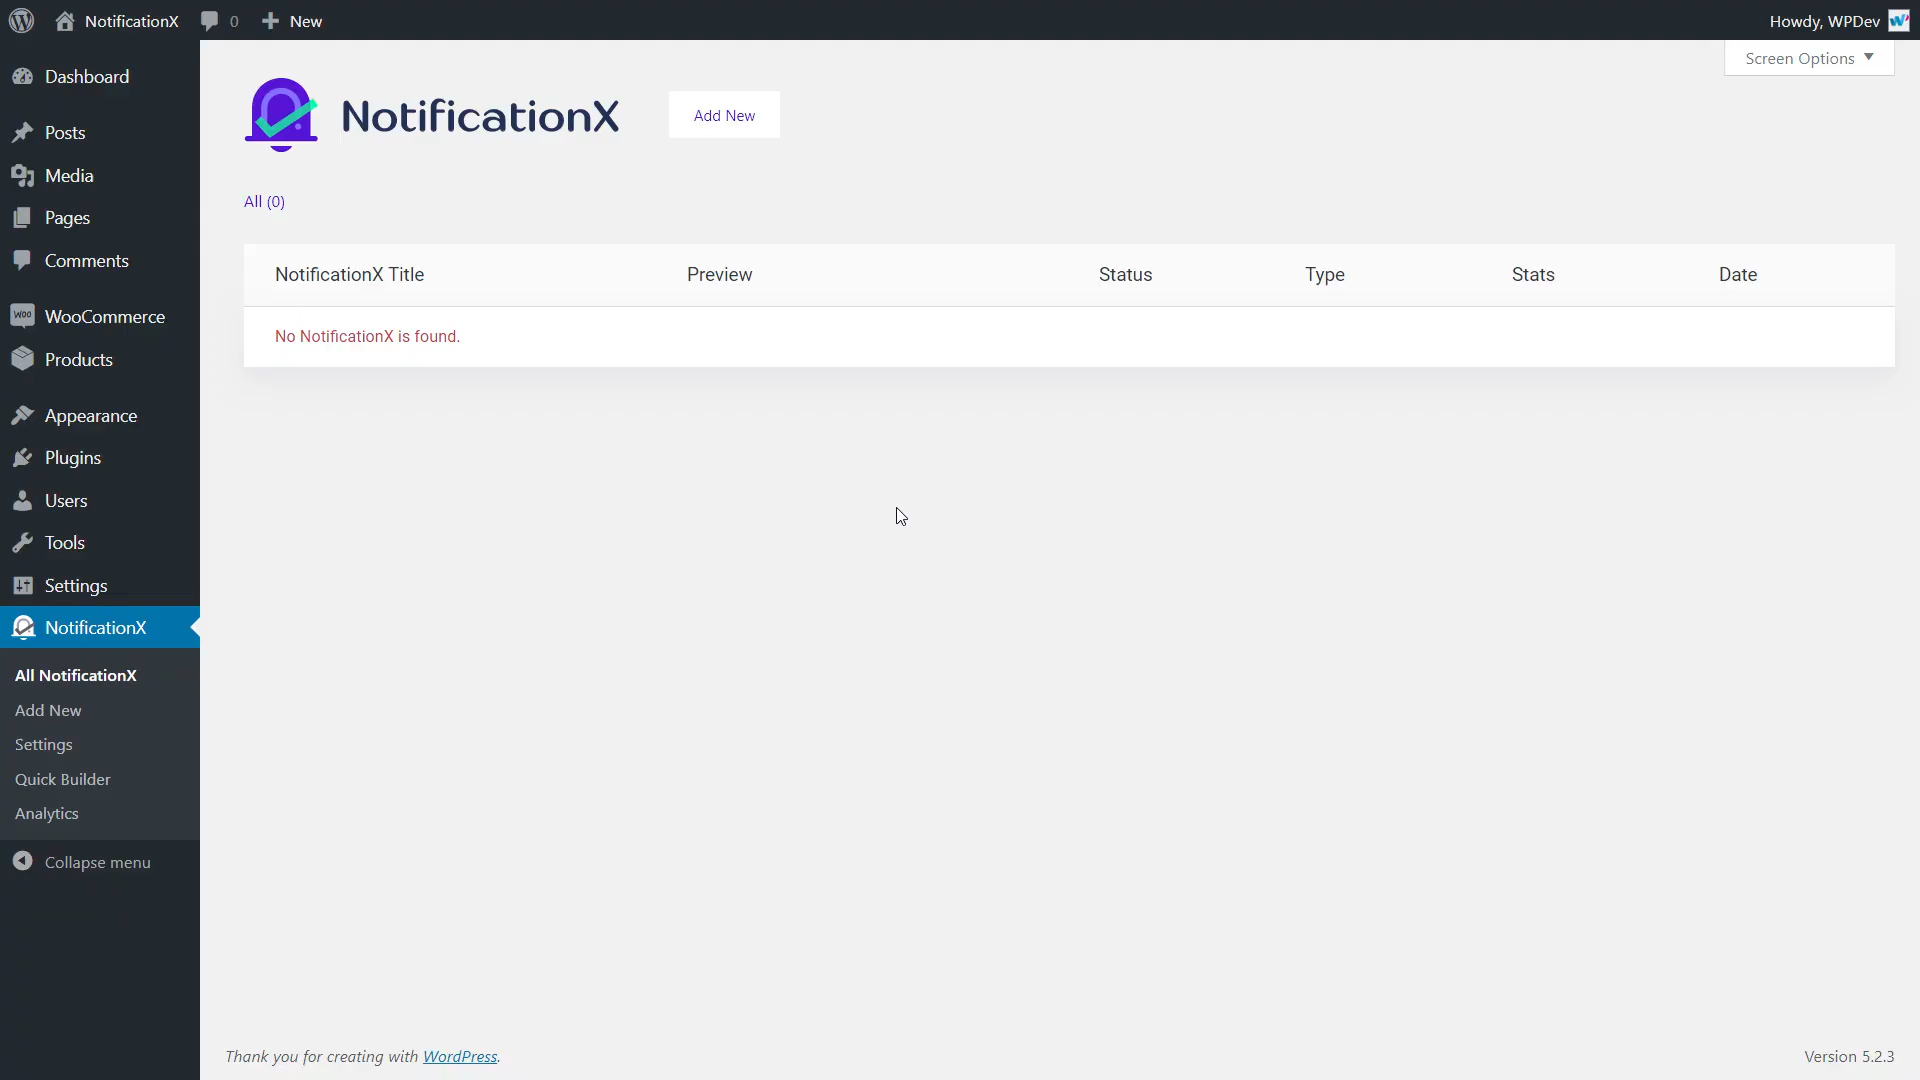 NotificationX 0 New Howdy, WPDev
Screen Options
Dashboard
Posts
Media
Pages
Comments
WooCommerce
Products
Appearance
Plugins
Users
Tools
Settings
NotificationX
All NotificationX
Add New
Settings
Quick Builder
Analytics
Collapse menu
NotificationX Add New
All (0)
NotificationX Title Preview Status Type Stats Date
No NotificationX is found.
Thank you for creating with WordPress. Version 5.2.3